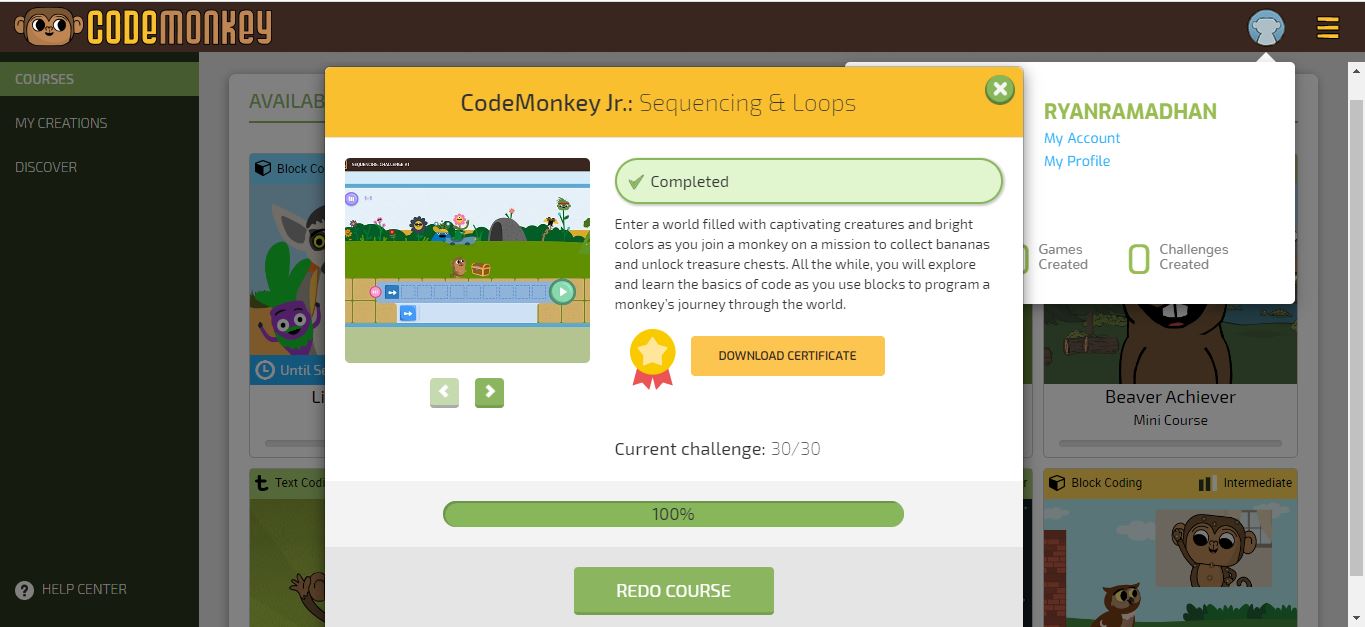 CODEMONKEY
COURSES
MY CREATIONS
DISCOVER
HELP CENTER
AVAILAB
Block Co
Until Se
Li
Text Codi
CodeMonkey Jr.: Sequencing & Loops
SEQUENCING CHALLENGE #1
1-1
Completed
Enter a world filled with captivating creatures and bright
colors as you join a monkey on a mission to collect bananas
and unlock treasure chests. All the while, you will explore
and learn the basics of code as you use blocks to program a
monkey's journey through the world.
DOWNLOAD CERTIFICATE
Current challenge: 30/30
100%
REDO COURSE
RYANRAMADHAN
My Account
My Profile
Games
Created
0 Challenges
Created
Beaver Achiever
Mini Course
r
Block Coding
Intermediate